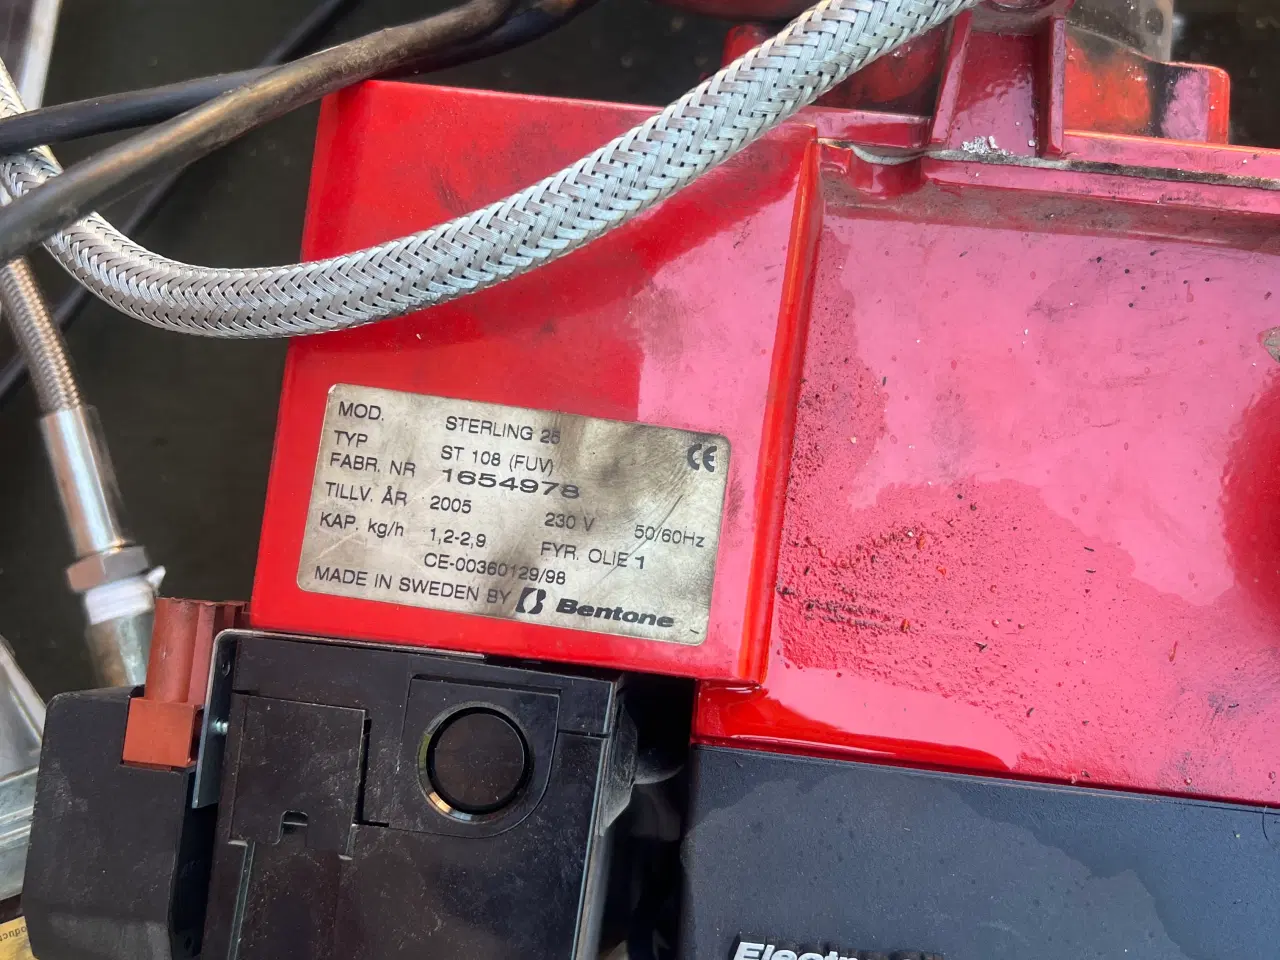 MOD. STERLING 25
TYP ST 108 (FUV)
FABR. NR 1654978
TILLV. ÅR 2005 230 V 50/60Hz
KAP. kg/h 1,2-2,9 FYR. OLIE 1
CE-00360129/98
MADE IN SWEDEN BY Bentone
CE